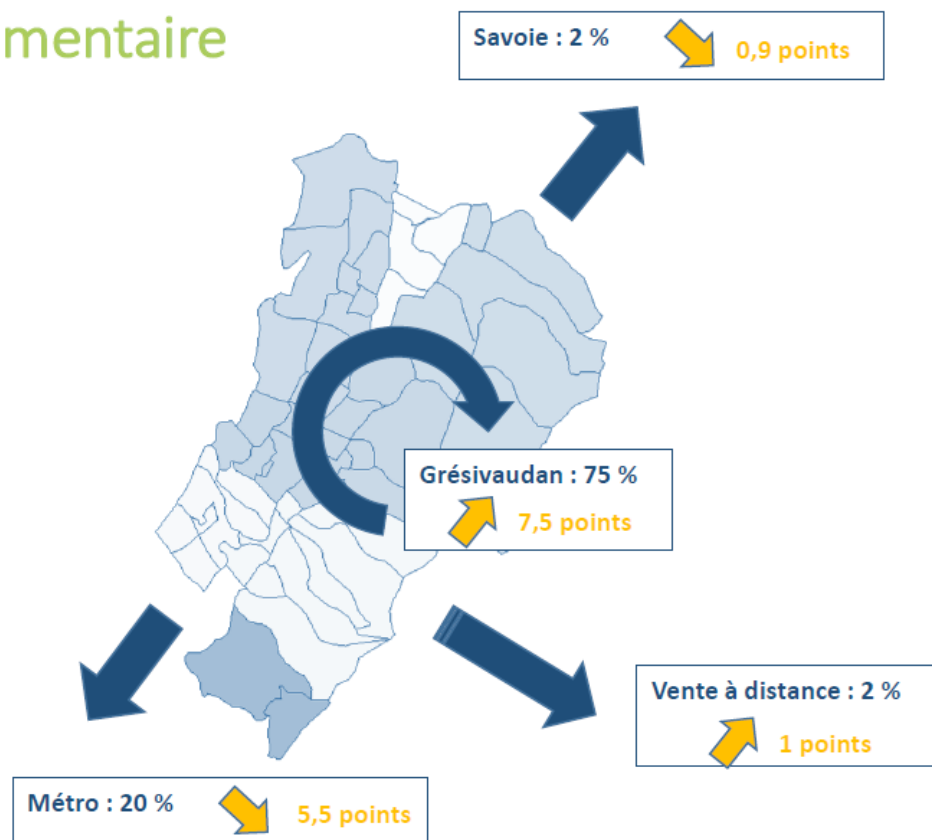 mentaire
Savoie : 2 %
0,9 points
Grésivaudan : 75 %
7,5 points
Vente à distance : 2 %
1 points
Métro : 20 %
5,5 points